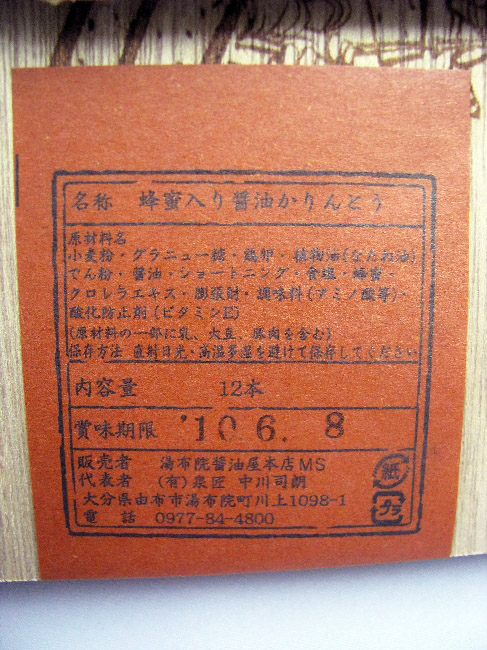 名称 蜂蜜入り醤油かりんとう
原材料名
小麦粉・グラニュー糖・鶏卵・植物油(なたね油)
でん粉・醤油・ショートニング・食塩・蜂蜜・
クロレラエキス・膨張剤・調味料(アミノ酸等)・
酸化防止剤(ビタミンE)
(原材料の一部に乳、大豆、豚肉を含む)
保存方法 直射日光・高温多湿を避けて保存してください
内容量 12本
賞味期限 '10 6. 8
販売者 湯布院醤油屋本店MS
代表者 (有)泉匠 中川司朗
大分県由布市湯布院町川上1098-1
電話 0977-84-4800
紙
プラ